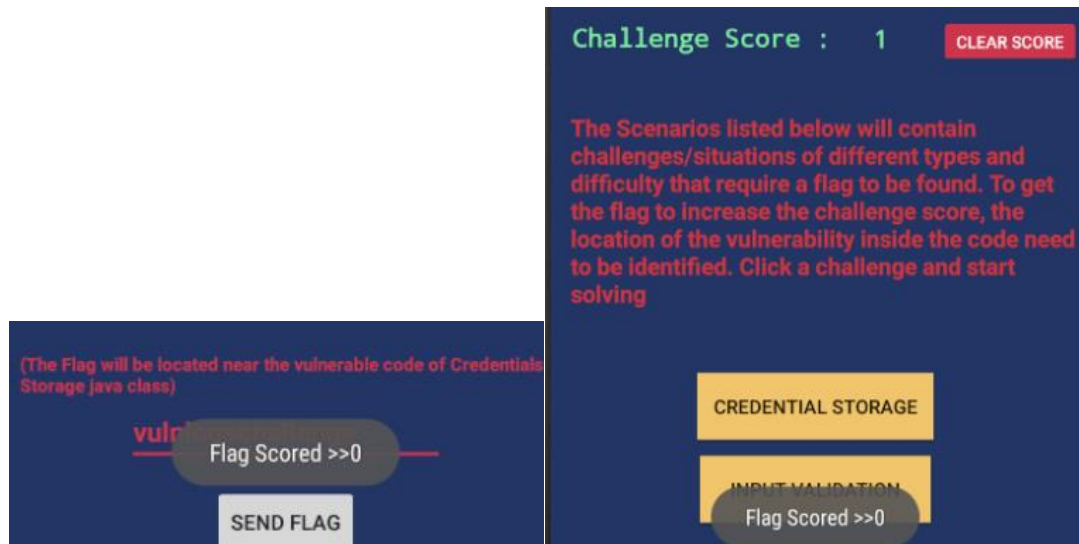 (The Flag will be located near the vulnerable code of Credentials
Storage java class)
Flag Scored >>0
SEND FLAG
Challenge Score : 1
CLEAR SCORE
The Scenarios listed below will contain
challenges/situations of different types and
difficulty that require a flag to be found. To get
the flag to increase the challenge score, the
location of the vulnerability inside the code need
to be identified. Click a challenge and start
solving
CREDENTIAL STORAGE
INPUT VALIDATION
Flag Scored >>0